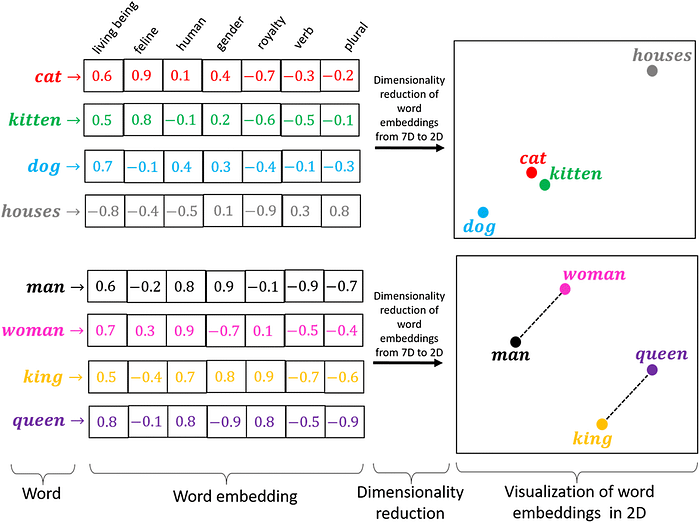 living being feline human gender royalty verb plural
cat → 0.6 0.9 0.1 0.4 −0.7 −0.3 −0.2
kitten → 0.5 0.8 −0.1 0.2 −0.6 −0.5 −0.1
dog → 0.7 −0.1 0.4 0.3 −0.4 −0.1 −0.3
houses → −0.8 −0.4 −0.5 0.1 −0.9 0.3 0.8
Dimensionality
reduction of
word
embeddings
from 7D to 2D
houses
cat
kitten
dog
man → 0.6 −0.2 0.8 0.9 −0.1 −0.9 −0.7
woman → 0.7 0.3 0.9 −0.7 0.1 −0.5 −0.4
king → 0.5 −0.4 0.7 0.8 0.9 −0.7 −0.6
queen → 0.8 −0.1 0.8 −0.9 0.8 −0.5 −0.9
Dimensionality
reduction of
word
embeddings
from 7D to 2D
woman
man
queen
king
Word
Word embedding
Dimensionality
reduction
Visualization of word
embeddings in 2D